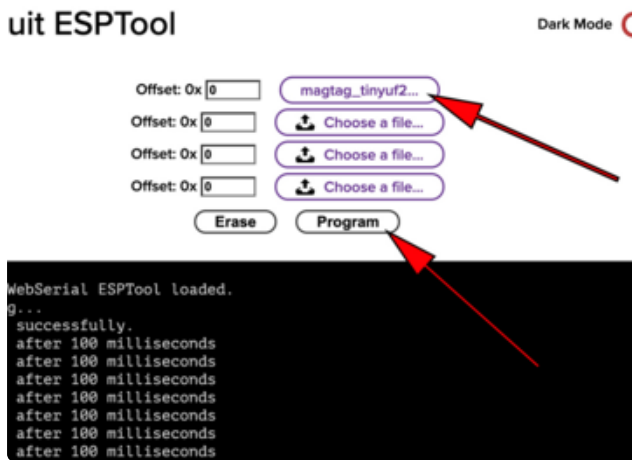 uit ESPTool
Dark Mode
Offset: 0x 0 magtag_tinyuf2...
Offset: 0x 0 Choose a file...
Offset: 0x 0 Choose a file...
Offset: 0x 0 Choose a file...
Erase Program
WebSerial ESPTool loaded.
g...
successfully.
after 100 milliseconds
after 100 milliseconds
after 100 milliseconds
after 100 milliseconds
after 100 milliseconds
after 100 milliseconds
after 100 milliseconds